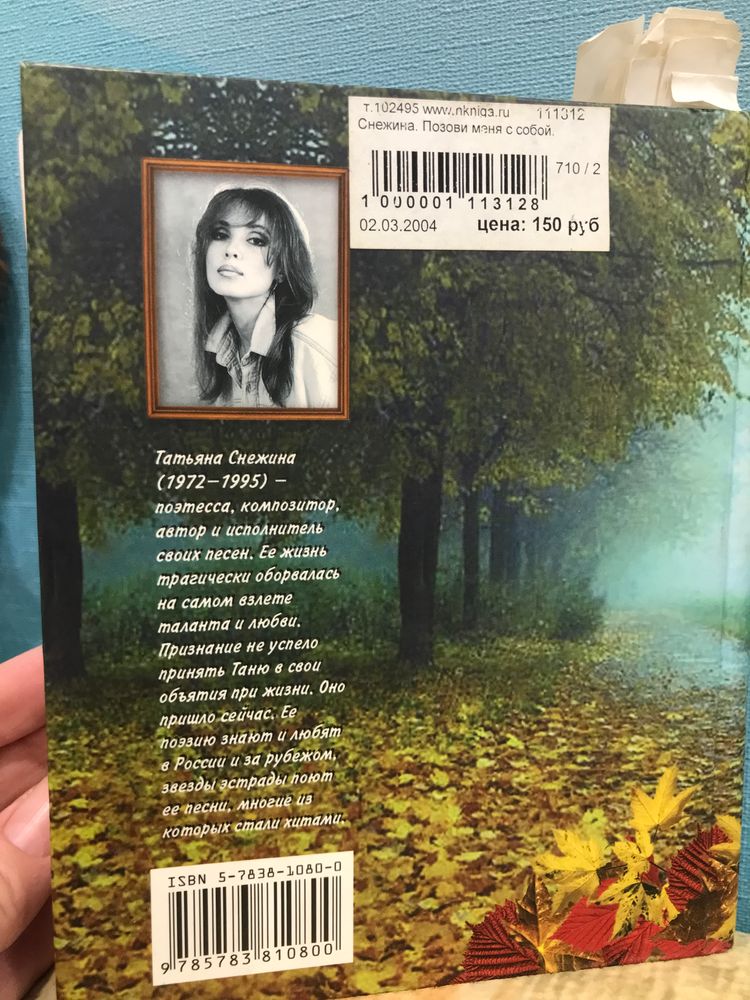 т.102495 www.nkniga.ru 111312
Снежина. Позови меня с собой.
710 / 2
1 000001 113128
02.03.2004 цена: 150 руб
Татьяна Снежина
(1972–1995) –
поэтесса, композитор,
автор и исполнитель
своих песен. Ее жизнь
трагически оборвалась
на самом взлете
таланта и любви.
Признание не успело
принять Таню в свои
объятия при жизни. Оно
пришло сейчас. Ее
поэзию знают и любят
в России и за рубежом,
звезды эстрады поют
ее песни, многие из
которых стали хитами.
ISBN 5-7838-1080-0
9 785783 810800